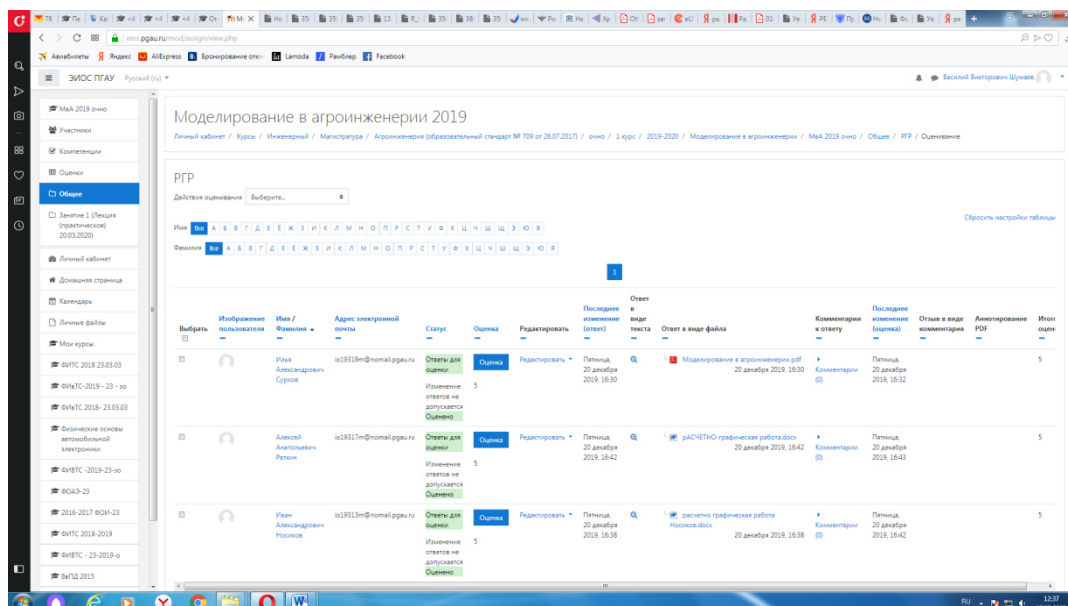 eios.pgau.ru/mod/assign/view.php
Авиабилеты Яндекс AliExpress Бронирование отел Lamoda Рамблер Facebook
ЭИОС ПГАУ Русский (ru)
Василий Викторович Шумаев
МвА 2019 очно
Участники
Компетенции
Оценки
Общее
Занятие 1 (Лекция
(практическое)
20.03.2020)
Личный кабинет
Домашняя страница
Календарь
Личные файлы
Мои курсы
ФИТС 2018 23.03.03
ФИвТС-2019 - 23 - зо
ФИвТС 2018- 23.03.03
Физические основы
автомобильной
электроники
ФИВТС -2019-23-зо
ФОАЭ-23
2016-2017 ФОИ-23
ФИТС 2018-2019
ФИВТС - 23-2019-о
ВеПД 2015
Моделирование в агроинженерии 2019
Личный кабинет / Курсы / Инженерный / Магистратура / Агроинженерия (образовательный стандарт № 709 от 26.07.2017) / очно / 1 курс / 2019-2020 / Моделирование в агроинженерии / МвА 2019 очно / Общее / РГР / Оценивание
РГР
Действия оценивания Выберите...
Сбросить настройки таблицы
Имя Все А Б В Г Д Е Ё Ж З И К Л М Н О П Р С Т У Ф Х Ц Ч Ш Щ Э Ю Я
Фамилия Все А Б В Г Д Е Ё Ж З И К Л М Н О П Р С Т У Ф Х Ц Ч Ш Щ Э Ю Я
1
Выбрать
Изображение
пользователя
Имя /
Фамилия
Адрес электронной
почты
Статус
Оценка
Редактировать
Последнее
изменение
(ответ)
Ответ
в
виде
текста
Ответ в виде файла
Комментарии
к ответу
Последнее
изменение
(оценка)
Отзыв в виде
комментария
Аннотирование
PDF
Итого
оцен
Илья
Александрович
Сурков
io19319m@nomail.pgau.ru
Ответы для
оценки
Изменение
ответов не
допускается
Оценено
Оценка
5
Редактировать
Пятница,
20 декабря
2019, 16:30
Моделирование в агроинженерии.pdf
20 декабря 2019, 16:30
Комментарии
(0)
Пятница,
20 декабря
2019, 16:32
5
Алексей
Анатольевич
Раткин
io19317m@nomail.pgau.ru
Ответы для
оценки
Изменение
ответов не
допускается
Оценено
Оценка
5
Редактировать
Пятница,
20 декабря
2019, 16:42
рАСЧЕТНО-графическая работа.docx
20 декабря 2019, 16:42
Комментарии
(0)
Пятница,
20 декабря
2019, 16:43
5
Иван
Александрович
Носиков
io19313m@nomail.pgau.ru
Ответы для
оценки
Изменение
ответов не
допускается
Оценено
Оценка
5
Редактировать
Пятница,
20 декабря
2019, 16:38
расчетно графическая работа
Носиков.docx
20 декабря 2019, 16:38
Комментарии
(0)
Пятница,
20 декабря
2019, 16:42
5
RU
12:37